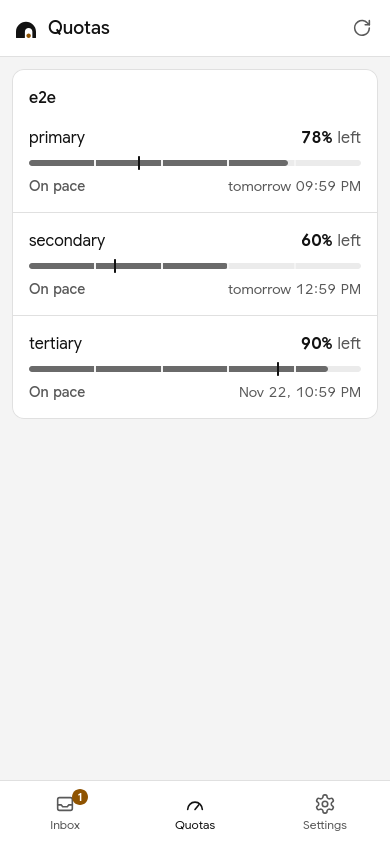 Quotas
e2e
primary 78% left
On pace tomorrow 09:59 PM
secondary 60% left
On pace tomorrow 12:59 PM
tertiary 90% left
On pace Nov 22, 10:59 PM
1
Inbox Quotas Settings